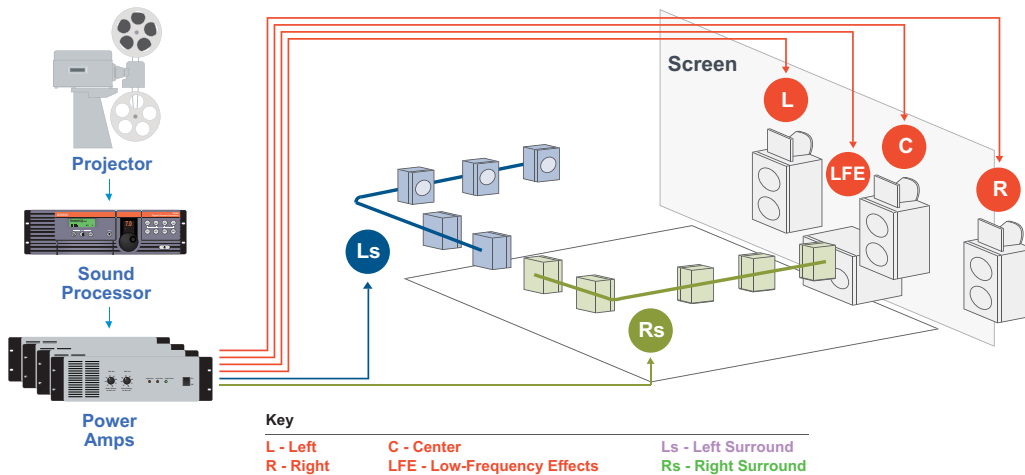 Screen
L
C
LFE
R
Projector
Ls
Sound
Processor
Rs
Power
Amps
Key
L - Left
C - Center
Ls - Left Surround
R - Right
LFE - Low-Frequency Effects
Rs - Right Surround